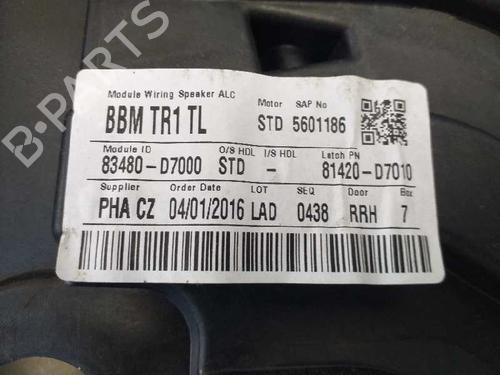 B-PARTS
Module Wiring Speaker ALC Motor SAP No
BBM TR1 TL STD 5601186
Module ID O/S HDL I/S HDL Latch PN
83480-D7000 STD - 81420-D7010
Supplier Order Date LOT SEQ Door Box
PHA CZ 04/01/2016 LAD 0438 RRH 7